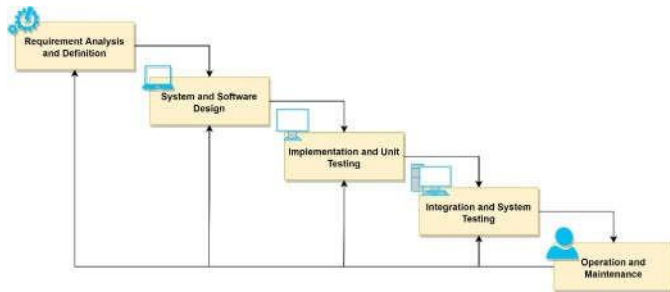 Requirement Analysis
and Definition
System and Software
Design
Implementation and Unit
Testing
Integration and System
Testing
Operation and
Maintenance